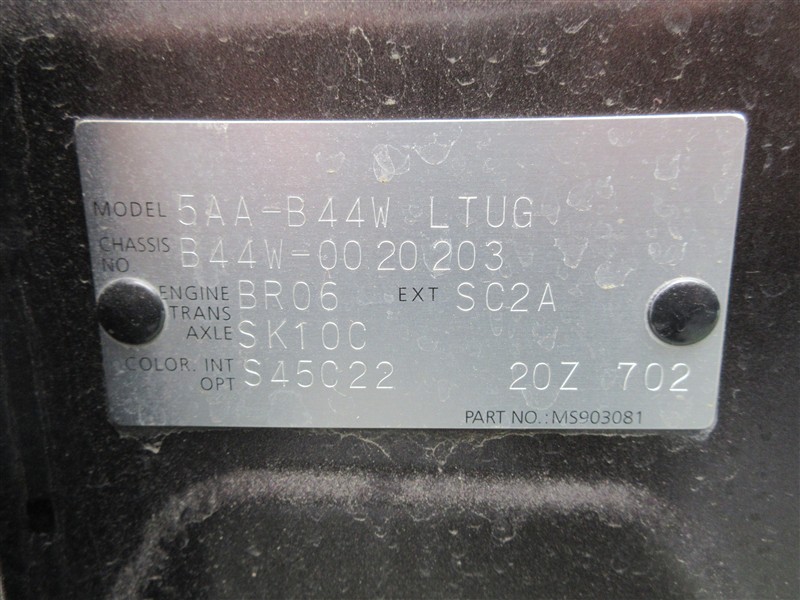 MODEL 5AA-B44W LTUG
CHASSIS NO B44W-0020203
ENGINE BR06 EXT SC2A
TRANS AXLE SK10C
COLOR. INT OPT S45C22 20Z 702
PART NO.:MS903081